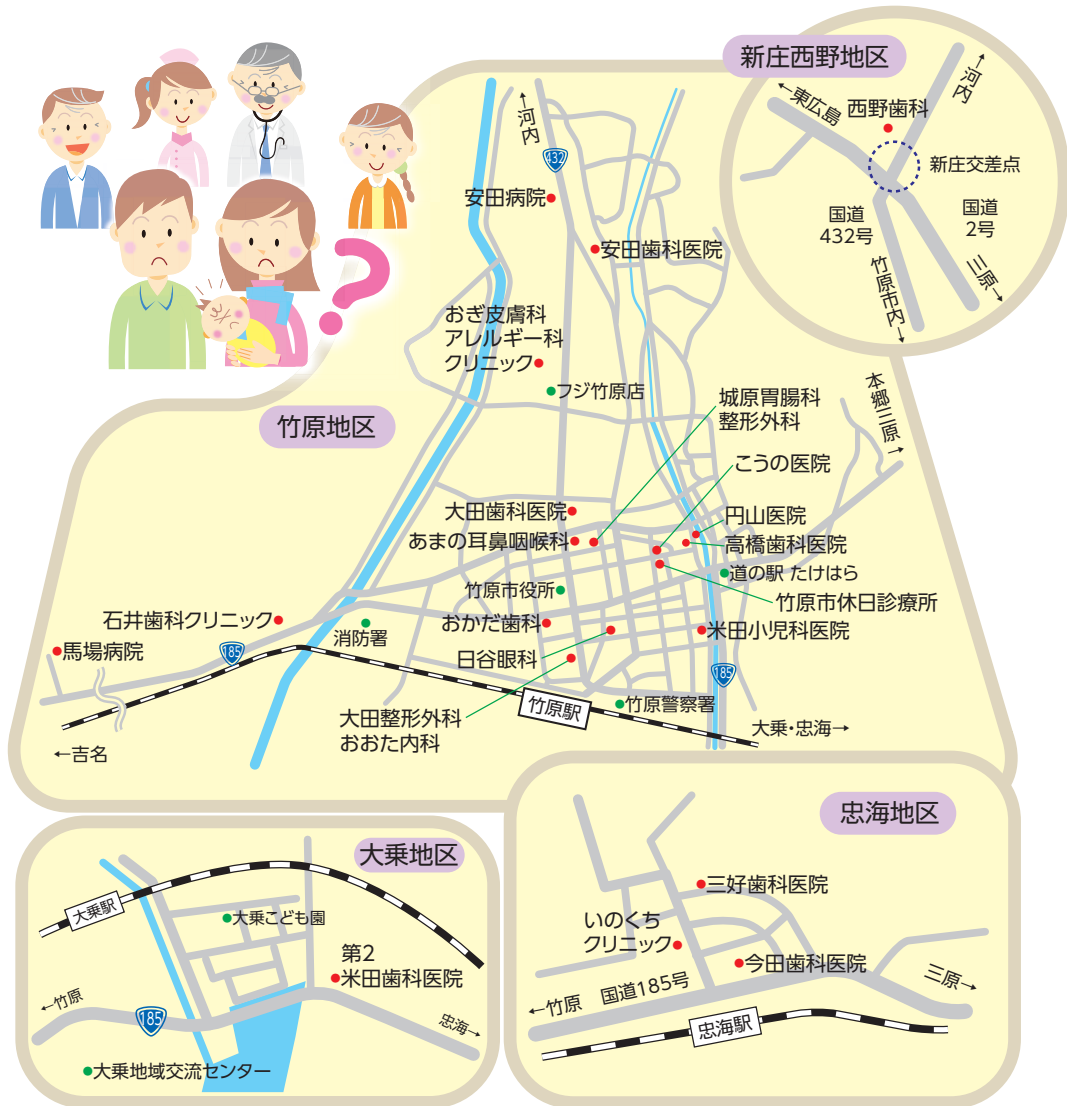 新庄西野地区
←河内
←東広島
西野歯科
新庄交差点
国道
432号
国道
2号
竹原市内→
三原→
竹原地区
←河内
432
安田病院
安田歯科医院
おぎ皮膚科
アレルギー科
クリニック
フジ竹原店
城原胃腸科
整形外科
本郷三原→
こうの医院
大田歯科医院
円山医院
あまの耳鼻咽喉科
高橋歯科医院
道の駅 たけはら
竹原市役所
竹原市休日診療所
石井歯科クリニック
消防署
おかだ歯科
米田小児科医院
馬場病院
185
日谷眼科
185
竹原駅
竹原警察署
大田整形外科
おおた内科
大乗・忠海→
←吉名
大乗地区
大乗駅
大乗こども園
第2
米田歯科医院
←竹原
185
忠海→
大乗地域交流センター
忠海地区
三好歯科医院
いのくち
クリニック
今田歯科医院
←竹原 国道185号
三原→
忠海駅